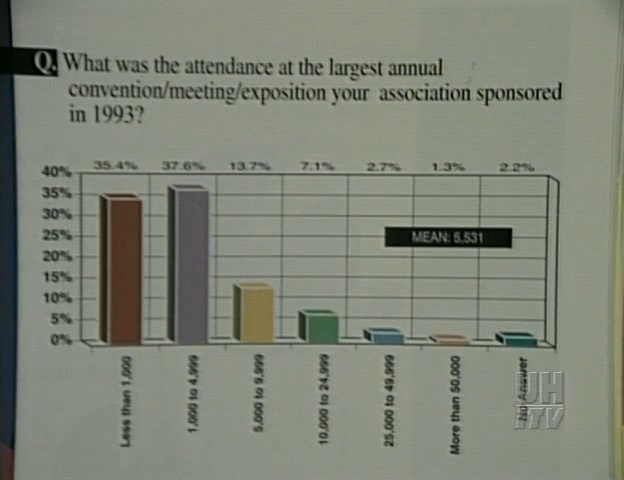 Q. What was the attendance at the largest annual
convention/meeting/exposition your association sponsored
in 1993?
35.4% 37.6% 13.7% 7.1% 2.7% 1.3% 2.2%
40%
35%
30%
25%
20%
15%
10%
5%
0%
MEAN: 5,531
Less than 1,000
1,000 to 4,999
5,000 to 9,999
10,000 to 24,999
25,000 to 49,999
More than 50,000
No Answer
UH
ITV